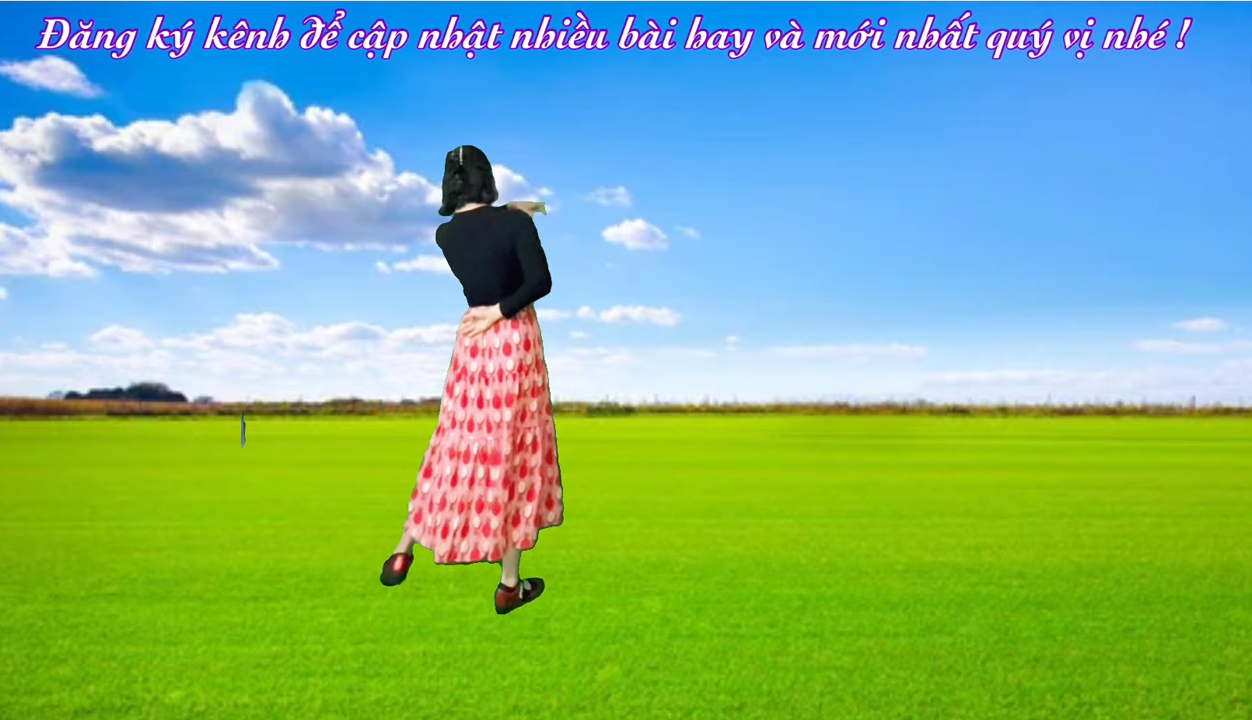 Đăng ký kênh để cập nhật nhiều bài hay và mới nhất quý vị nhé !